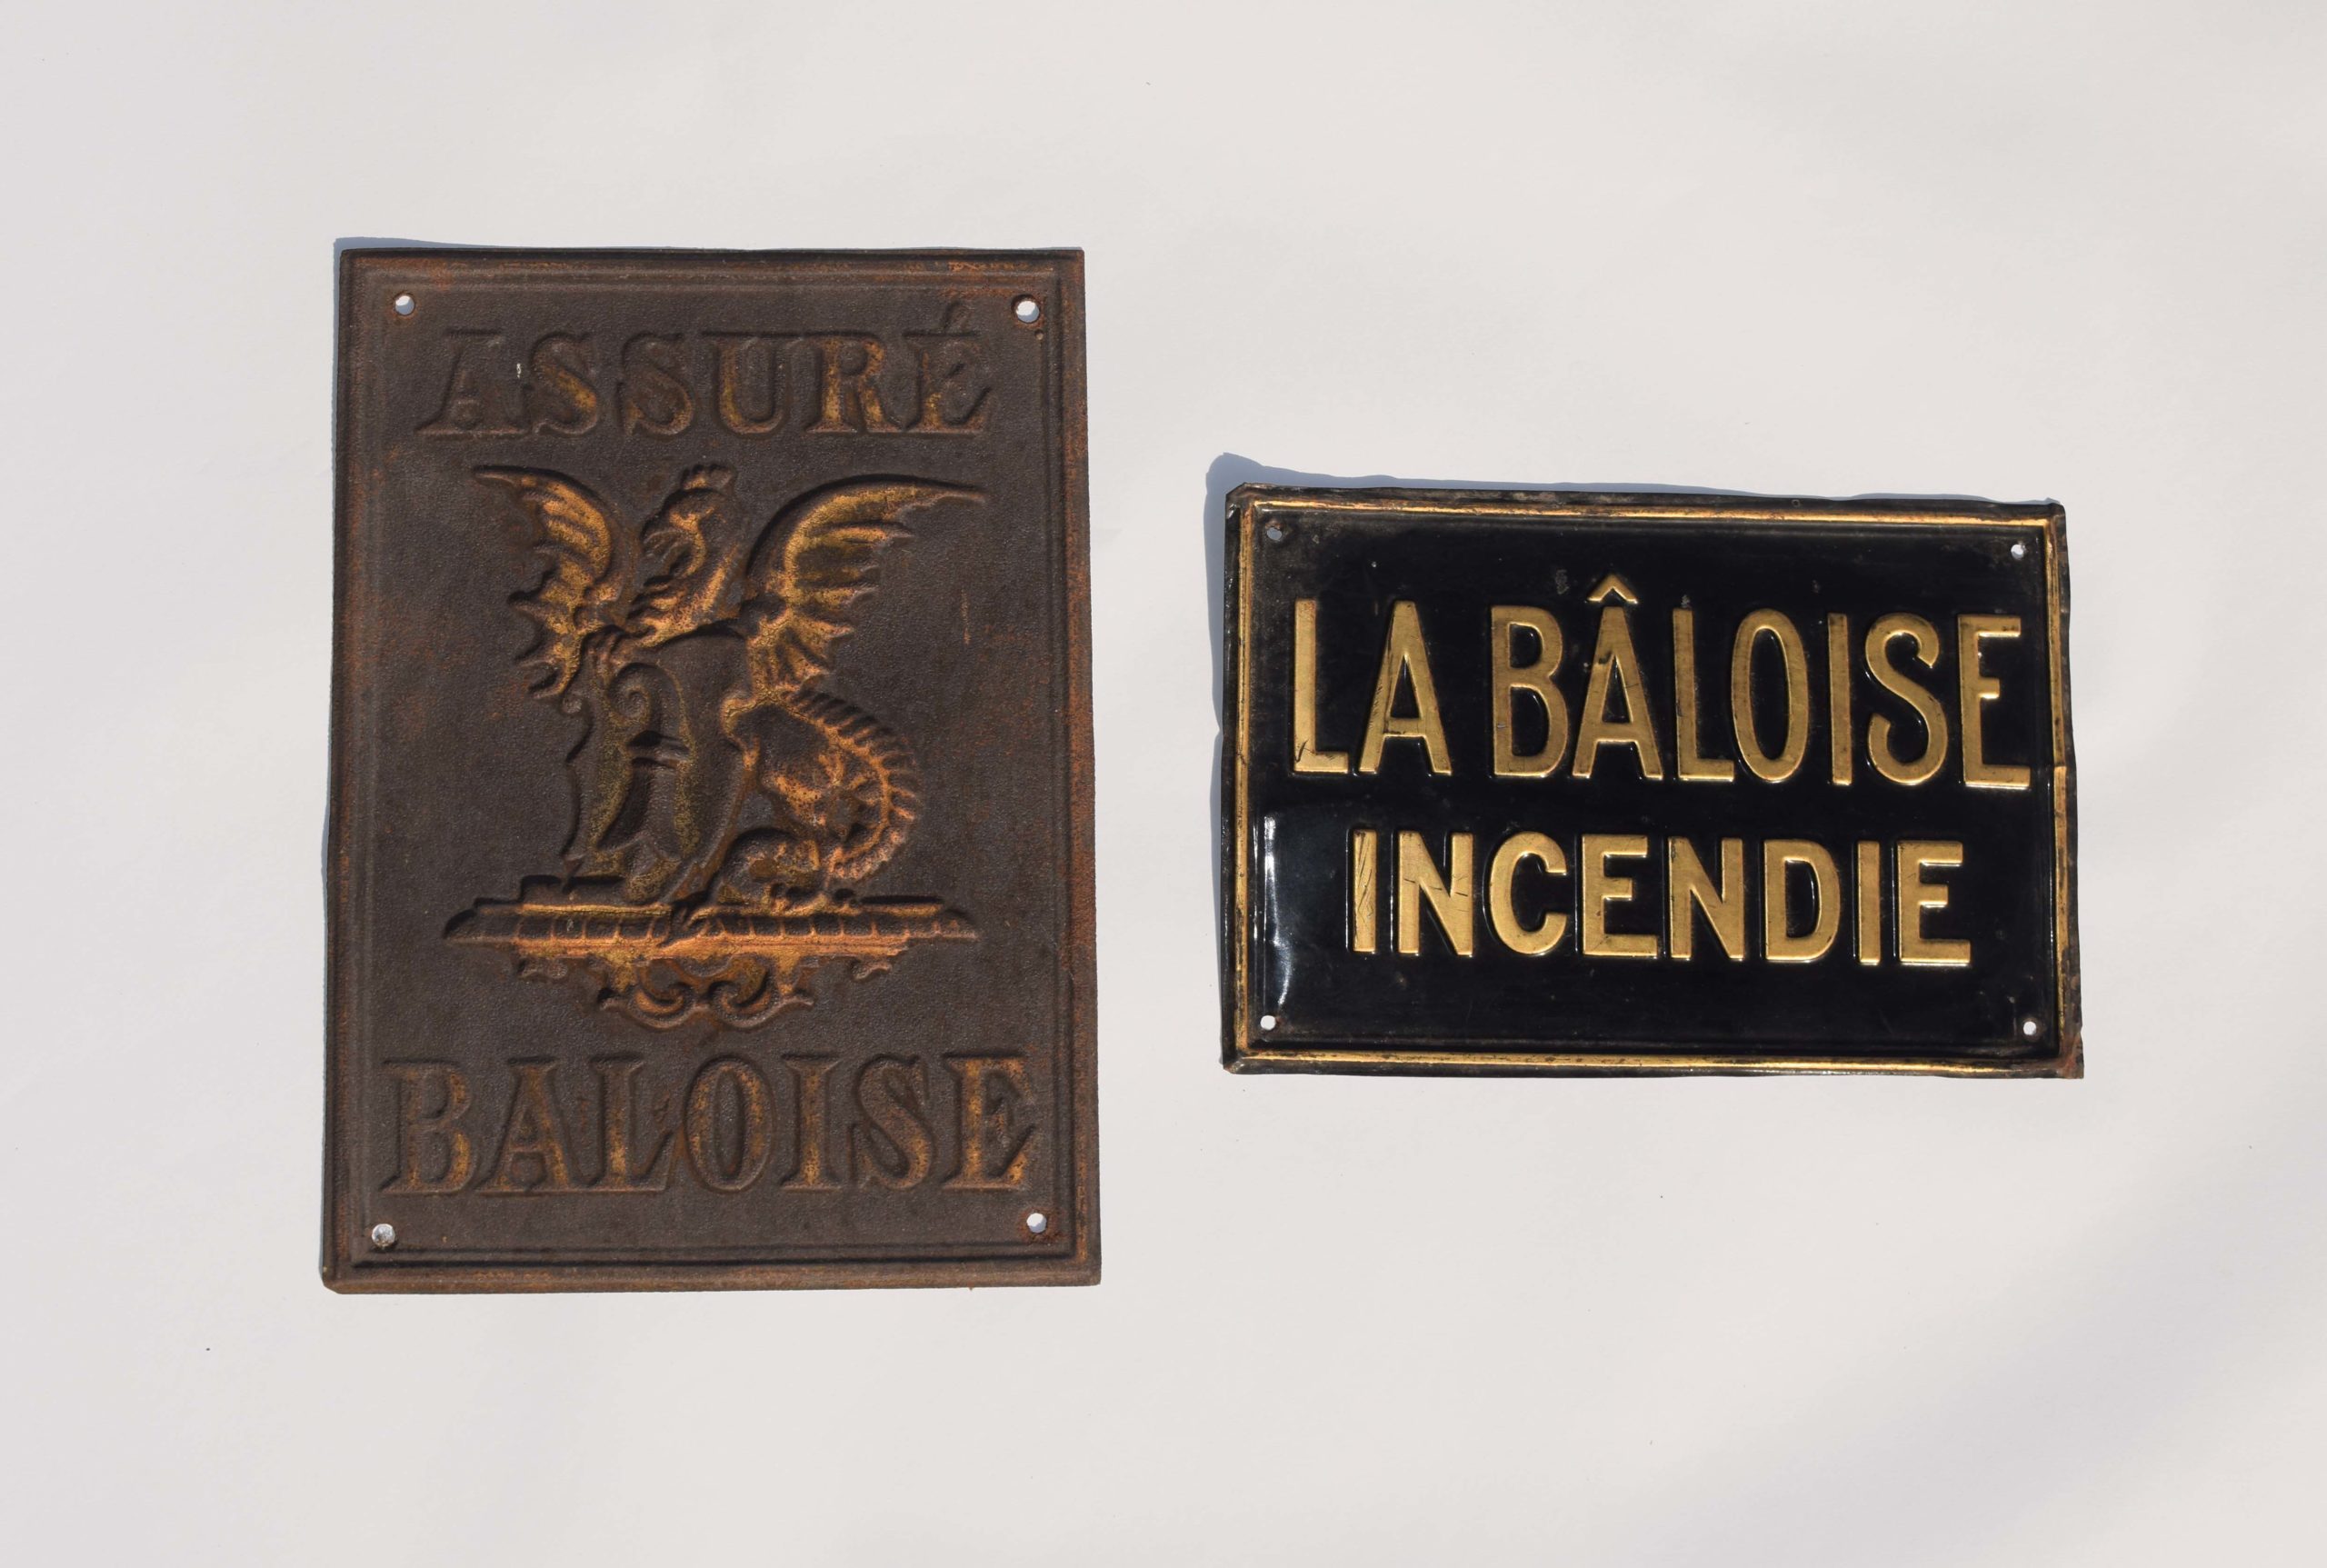 ASSURÉ
BALOISE
LA BÂLOISE
INCENDIE